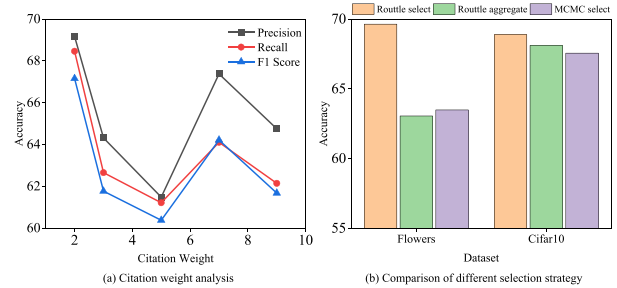 70
68
66
64
62
60
Accuracy
Precision
Recall
F1 Score
2
4
6
8
10
Citation Weight
(a) Citation weight analysis
Routtle select
Routtle aggregate
MCMC select
70
65
60
55
Accuracy
Flowers
Cifar10
Dataset
(b) Comparison of different selection strategy